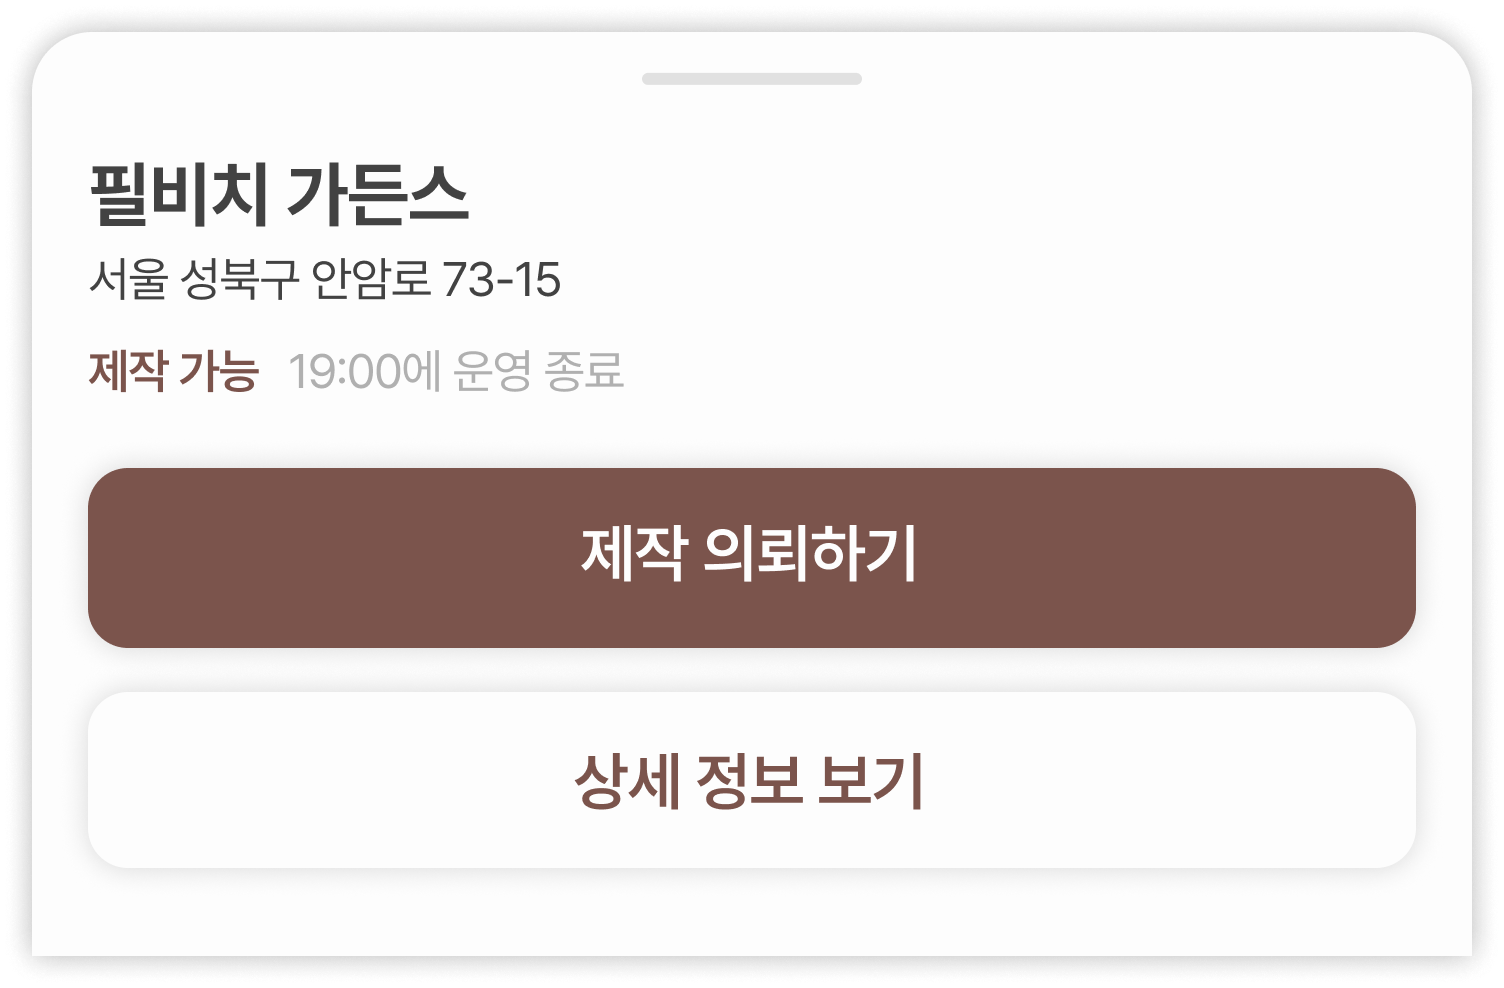 필비치 가든스
서울 성북구 안암로 73-15
제작 가능 19:00에 운영 종료
제작 의뢰하기
상세 정보 보기